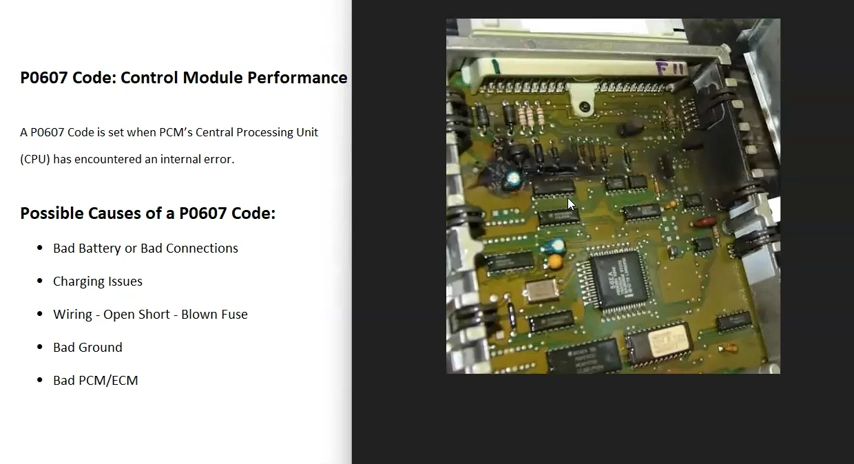 P0607 Code: Control Module Performance
A P0607 Code is set when PCM's Central Processing Unit
(CPU) has encountered an internal error.
Possible Causes of a P0607 Code:
• Bad Battery or Bad Connections
• Charging Issues
• Wiring - Open Short - Blown Fuse
• Bad Ground
• Bad PCM/ECM
F 11